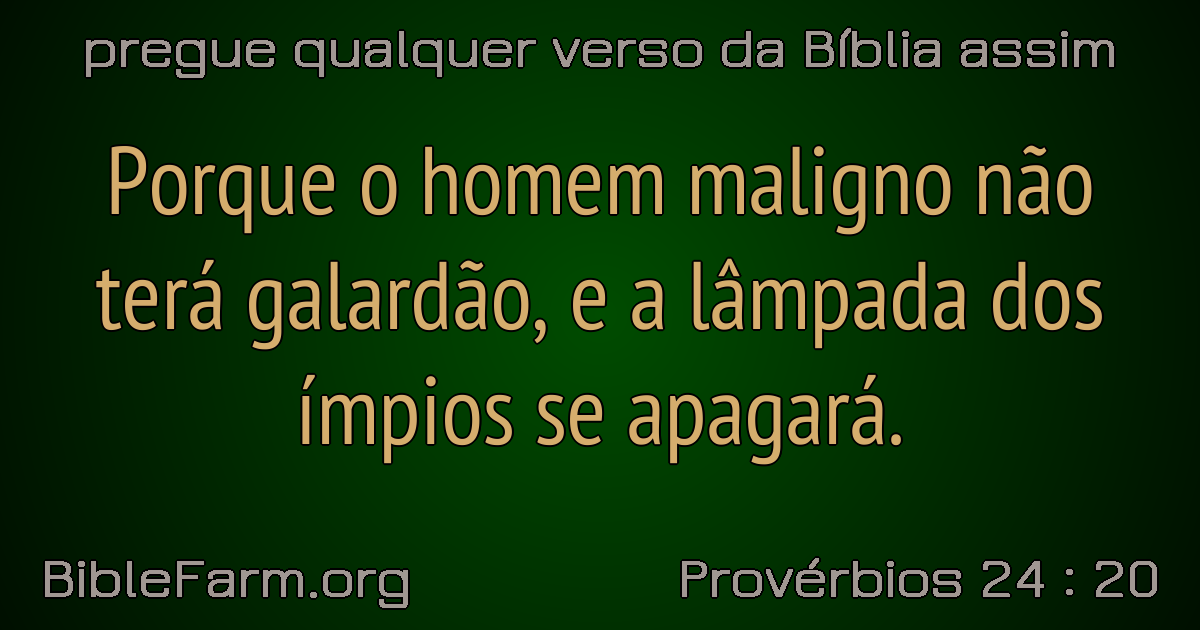 pregue qualquer verso da Bíblia assim
Porque o homem maligno não
terá galardão, e a lâmpada dos
ímpios se apagará.
BibleFarm.org
Provérbios 24 : 20